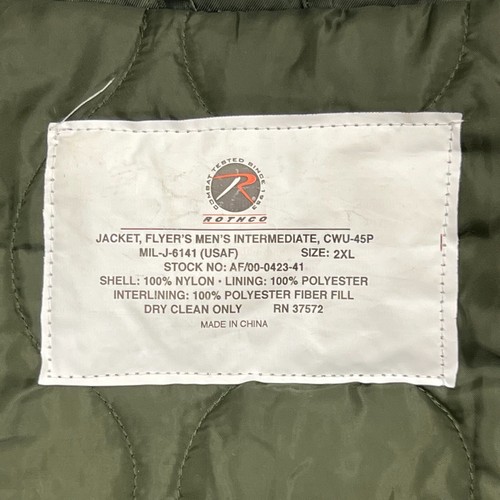 COMBAT TESTED SINCE 1953
R
ROTHCO
JACKET, FLYER'S MEN'S INTERMEDIATE, CWU-45P
MIL-J-6141 (USAF) SIZE: 2XL
STOCK NO: AF/00-0423-41
SHELL: 100% NYLON • LINING: 100% POLYESTER
INTERLINING: 100% POLYESTER FIBER FILL
DRY CLEAN ONLY RN 37572
MADE IN CHINA